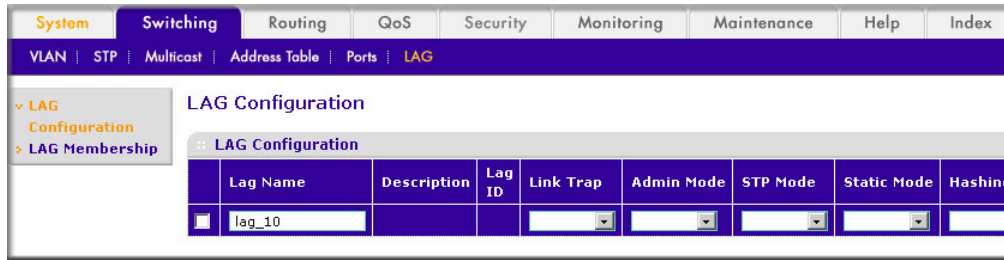 System Switching Routing QoS Security Monitoring Maintenance Help Index
VLAN STP Multicast Address Table Ports LAG
LAG Configuration
LAG Membership
LAG Configuration
LAG Configuration
Lag Name Description Lag ID Link Trap Admin Mode STP Mode Static Mode
lag_10